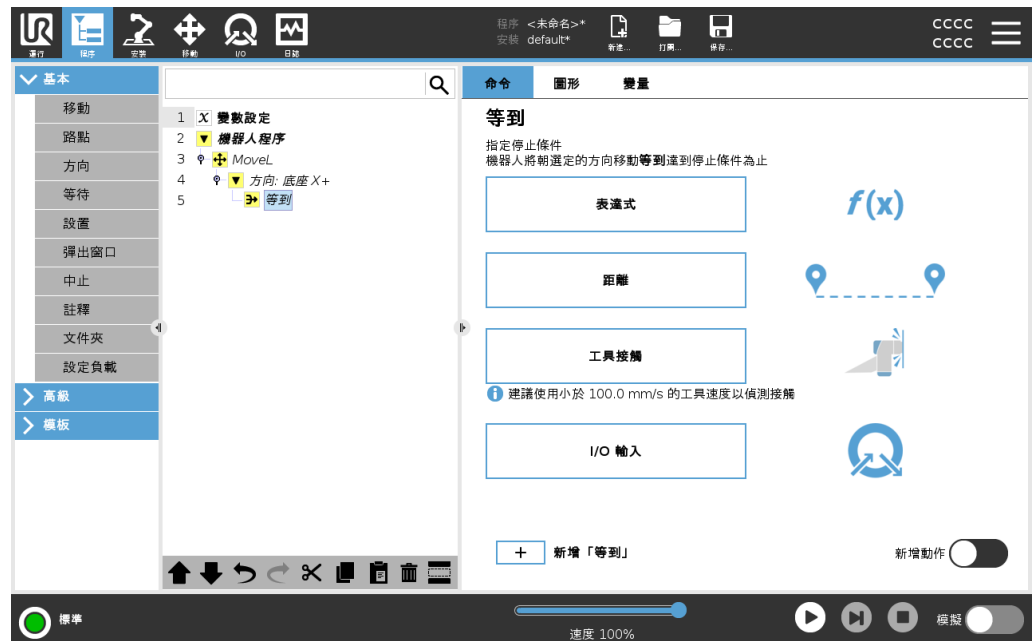 UR
運行
程序
安裝
移動
I/O
日誌
程序 <未命名>*
安裝 default*
新建...
打開...
保存...
cccc
cccc
基本
移動
路點
方向
等待
設置
彈出窗口
中止
註釋
文件夾
設定負載
高級
模板
1 X 變數設定
2 機器人程序
3 MoveL
4 方向: 底座 X+
5 等到
命令
圖形
變量
等到
指定停止條件
機器人將朝選定的方向移動等到達到停止條件為止
表達式
f(x)
距離
工具接觸
建議使用小於 100.0 mm/s 的工具速度以偵測接觸
I/O 輸入
+ 新增「等到」
新增動作
標準
速度 100%
模擬